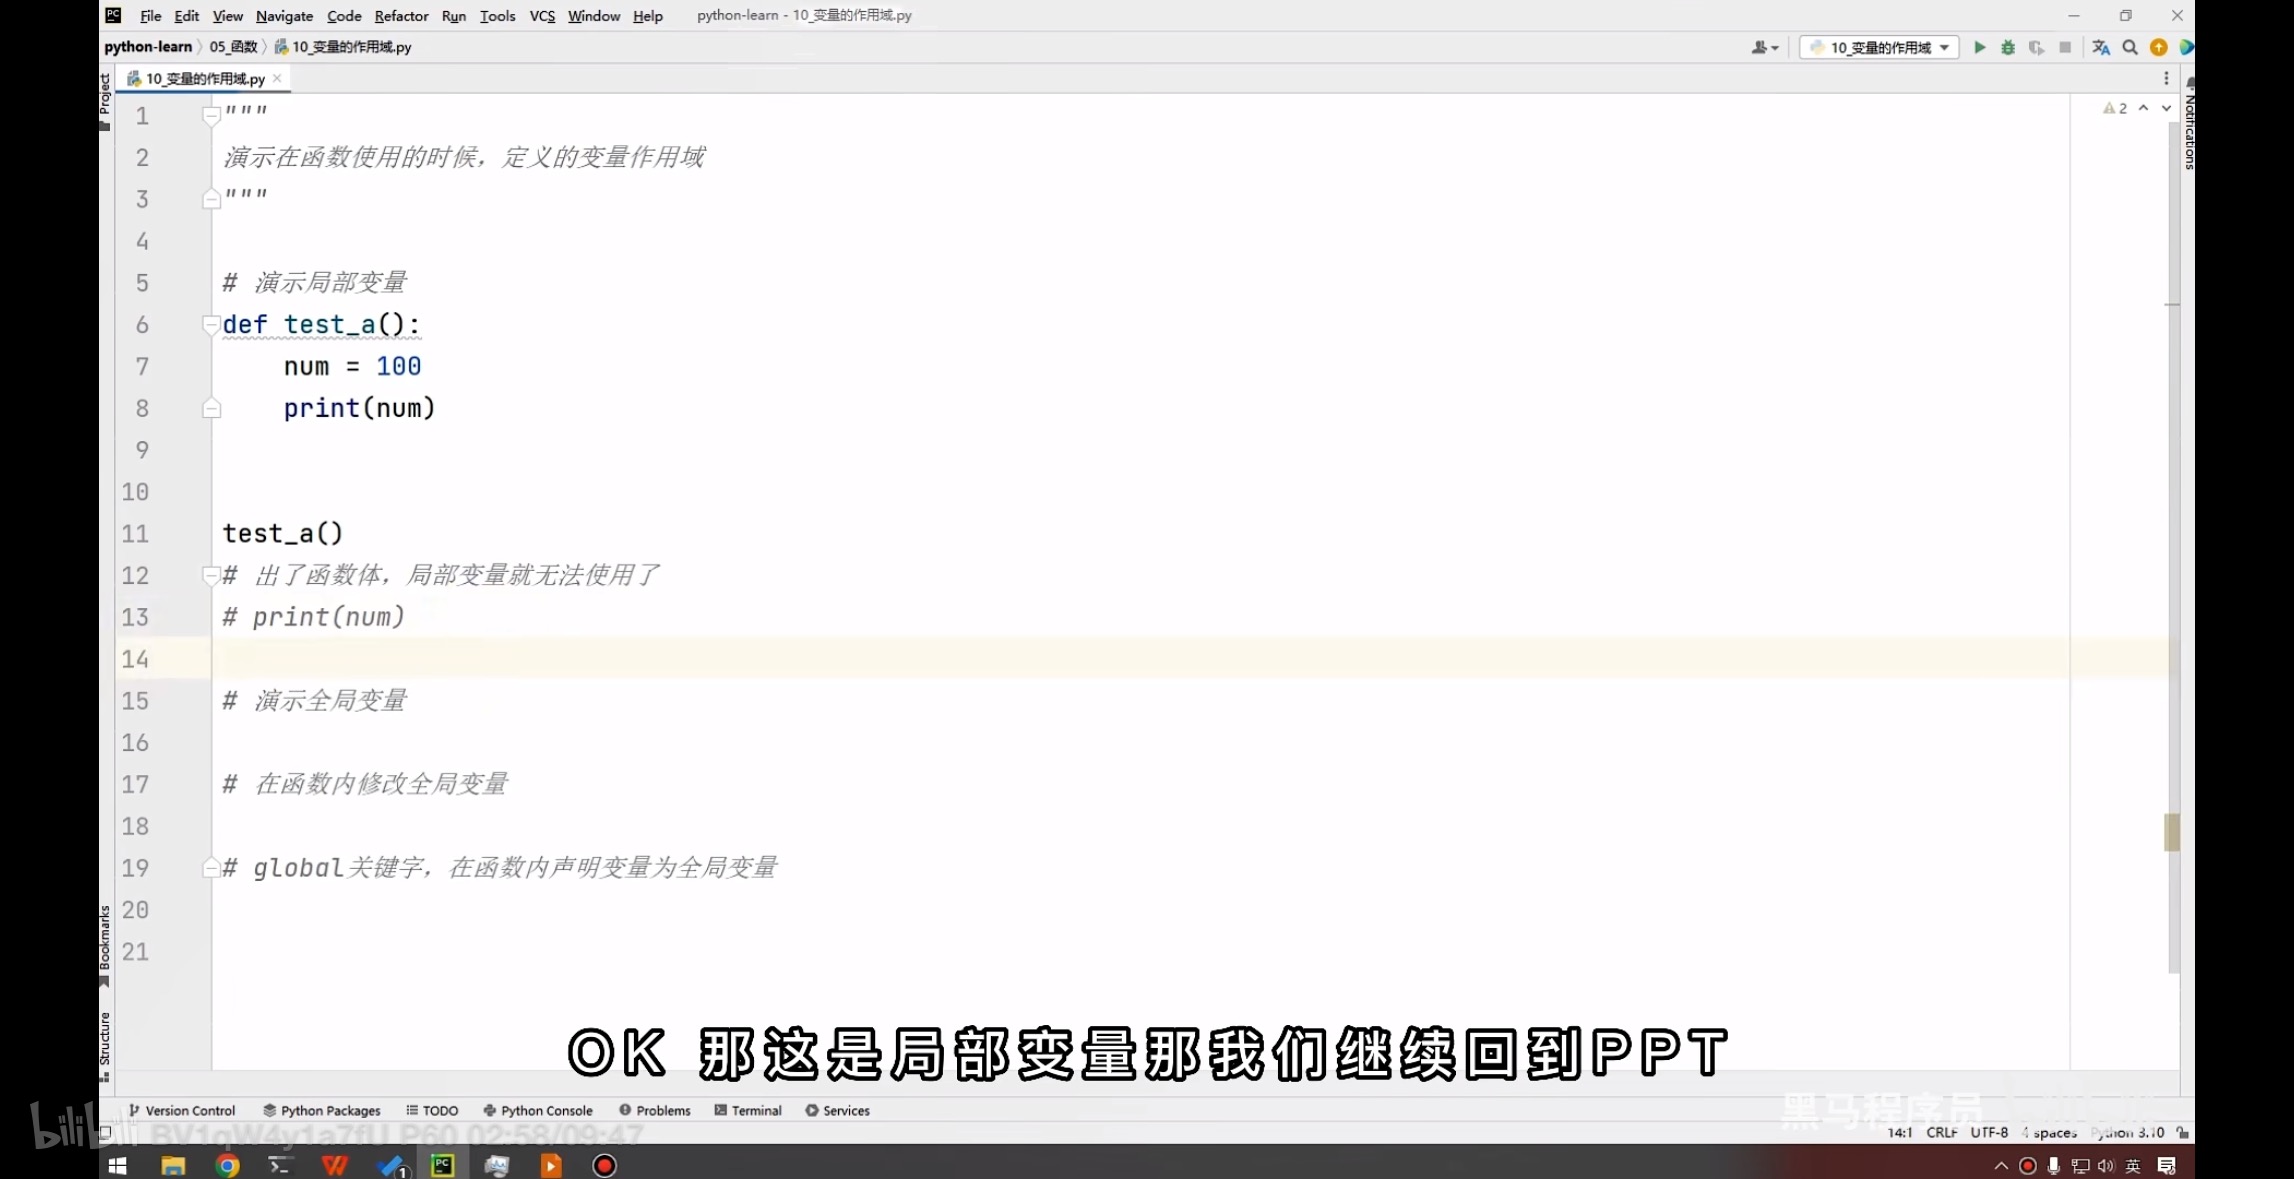 File Edit View Navigate Code Refactor Run Tools VCS Window Help python-learn - 10_变量的作用域.py
python-learn 05_函数 10_变量的作用域.py 10_变量的作用域
10_变量的作用域.py 2
Project
Notifications
1 """
2 演示在函数使用的时候，定义的变量作用域
3 """
4
5 # 演示局部变量
6 def test_a():
7 num = 100
8 print(num)
9
10
11 test_a()
12 # 出了函数体，局部变量就无法使用了
13 # print(num)
14
15 # 演示全局变量
16
17 # 在函数内修改全局变量
18
19 # global关键字，在函数内声明变量为全局变量
20
21
Bookmarks
Structure
OK 那这是局部变量那我们继续回到PPT
Version Control Python Packages TODO Python Console Problems Terminal Services
黑马程序员
bilibili BV1qW4y1a7fU P60 02:58/09:47
14:1 CRLF UTF-8 4 spaces Python 3.10
英